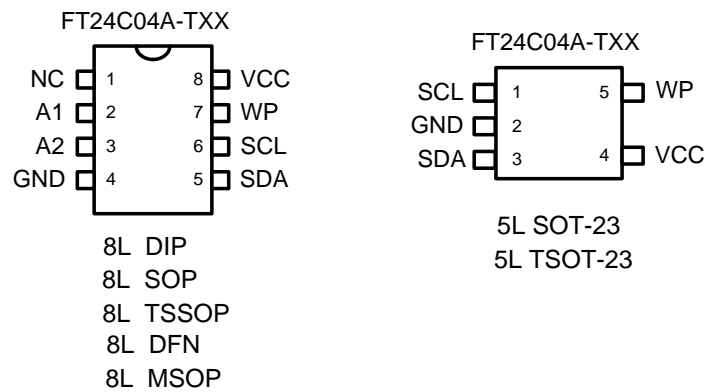 FT24C04A-TXX
NC 1 8 VCC
A1 2 7 WP
A2 3 6 SCL
GND 4 5 SDA
8L DIP
8L SOP
8L TSSOP
8L DFN
8L MSOP
FT24C04A-TXX
SCL 1 5 WP
GND 2
SDA 3 4 VCC
5L SOT-23
5L TSOT-23